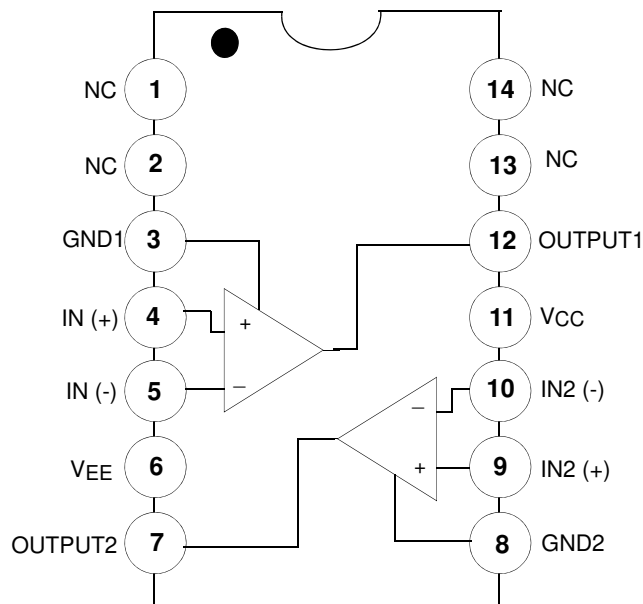 NC 1 14 NC
NC 2 13 NC
GND1 3 12 OUTPUT1
IN (+) 4 + 11 VCC
IN (-) 5 − − 10 IN2 (-)
VEE 6 + 9 IN2 (+)
OUTPUT2 7 8 GND2